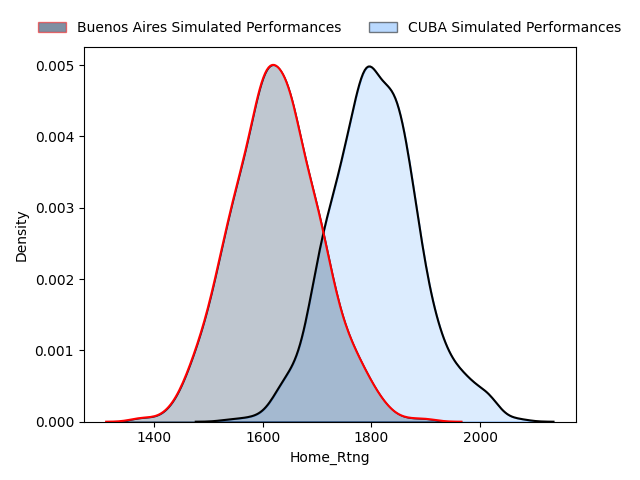 Buenos Aires Simulated Performances CUBA Simulated Performances
0.005
0.004
0.003
0.002
0.001
0.000
Density
1400 1600 1800 2000
Home_Rtng